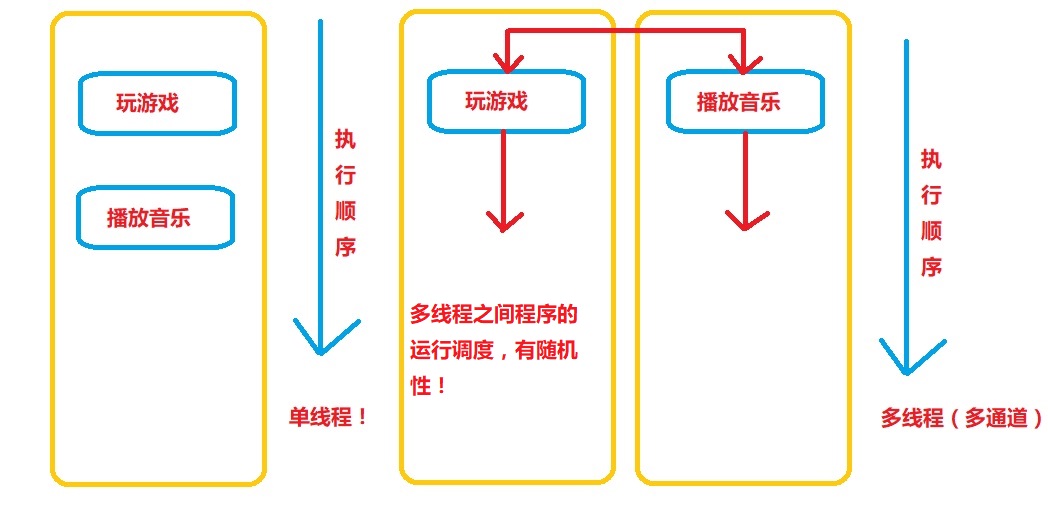 玩游戏
播放音乐
执
行
顺
序
单线程！
玩游戏
播放音乐
多线程之间程序的
运行调度，有随机
性！
执
行
顺
序
多线程（多通道）